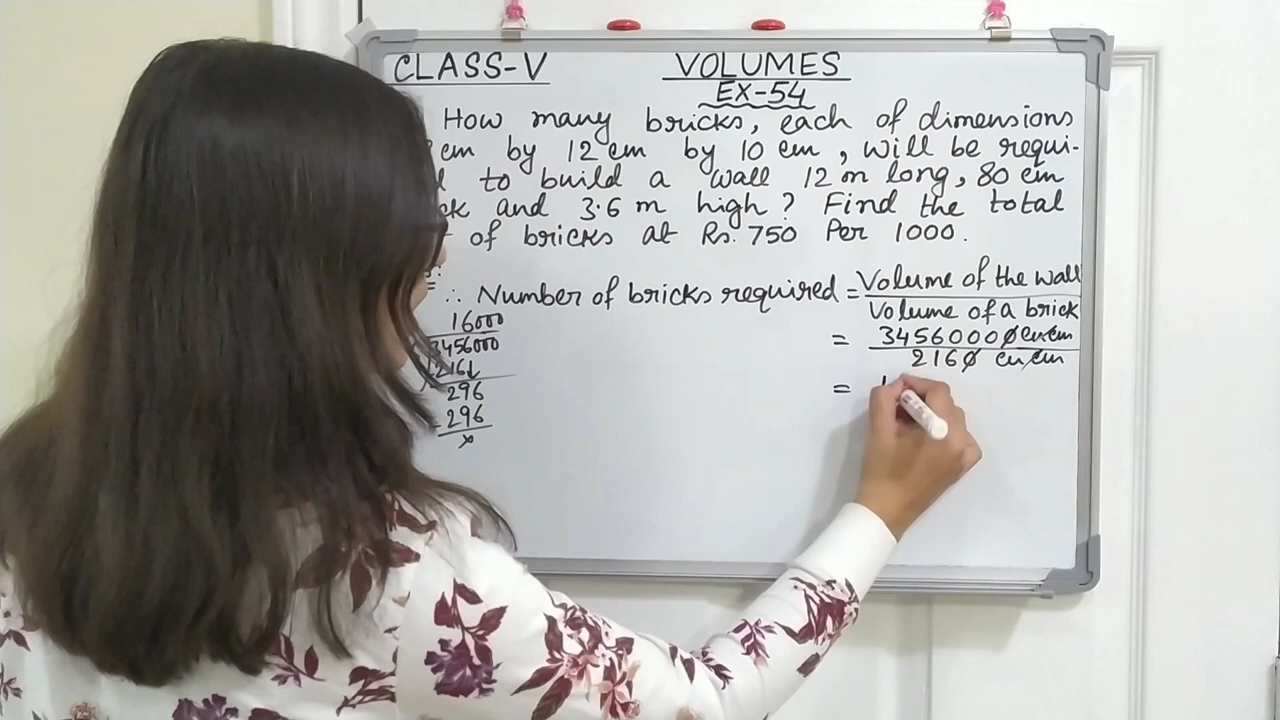 CLASS-V VOLUMES
EX-54
How many bricks, each of dimensions
cm by 12 cm by 10 cm, will be requi-
to build a wall 12 m long, 80 cm
and 3.6 m high? Find the total
of bricks at Rs. 750 Per 1000.
∴ Number of bricks required = Volume of the wall
Volume of a brick
16000
3456000
216↓
296
- 296
×
= 34560000 cu cm
2160 cu cm
=